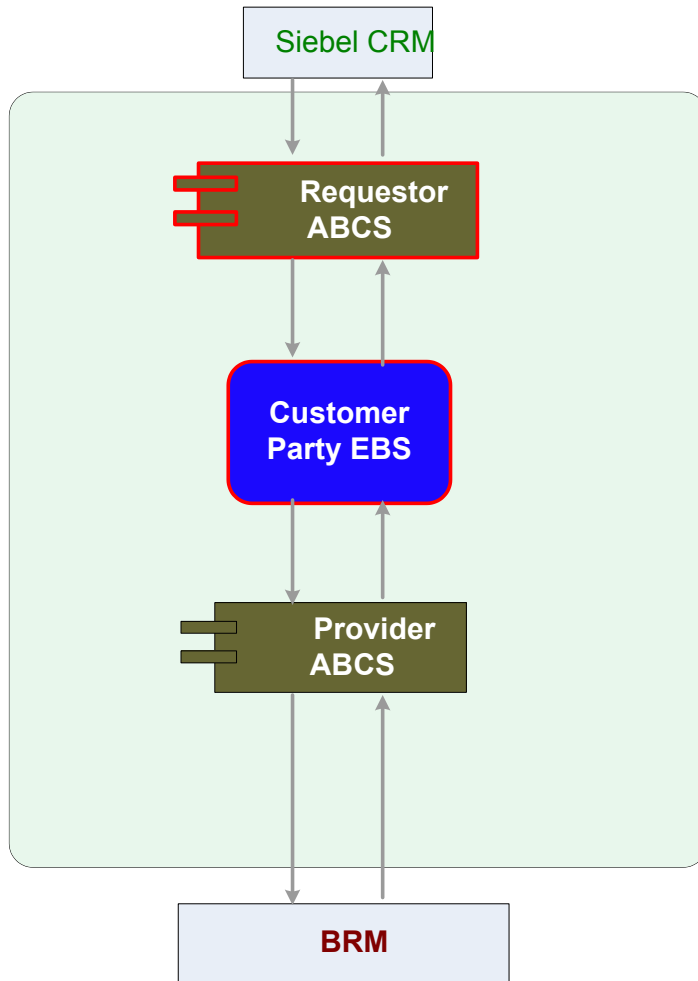 Siebel CRM
Requestor
ABCS
Customer
Party EBS
Provider
ABCS
BRM